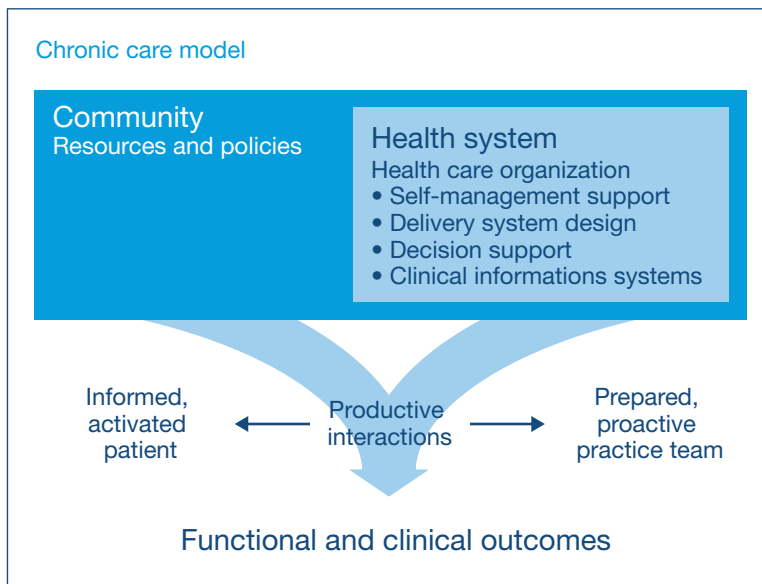 Chronic care model
Community
Resources and policies
Health system
Health care organization
• Self-management support
• Delivery system design
• Decision support
• Clinical informations systems
Informed,
activated
patient
Productive
interactions
Prepared,
proactive
practice team
Functional and clinical outcomes